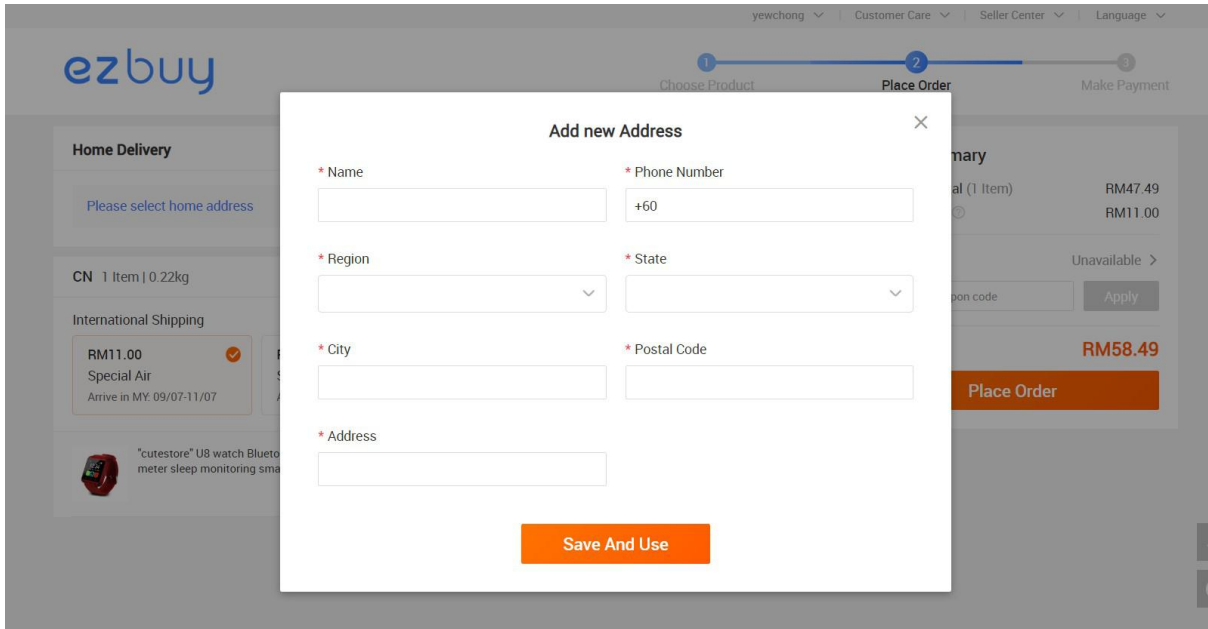 yewchong
Customer Care
Seller Center
Language
ezbuy
1
2
3
Choose Product
Place Order
Make Payment
Add new Address
* Name
* Phone Number
+60
* Region
* State
* City
* Postal Code
* Address
Save And Use
Home Delivery
Please select home address
CN 1 Item | 0.22kg
International Shipping
RM11.00
Special Air
Arrive in MY: 09/07-11/07
"cutestore" U8 watch Blueto
meter sleep monitoring sma
mary
al (1 Item) RM47.49
RM11.00
Unavailable
pon code
Apply
RM58.49
Place Order